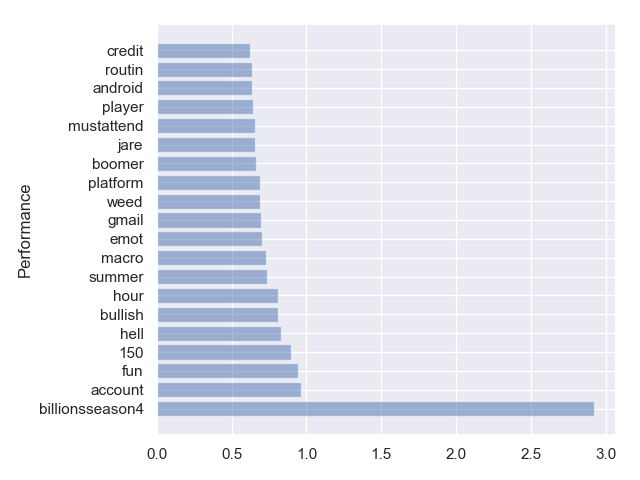 credit
routin
android
player
mustattend
jare
boomer
platform
weed
gmail
emot
macro
summer
hour
bullish
hell
150
fun
account
billionsseason4
Performance
0.0 0.5 1.0 1.5 2.0 2.5 3.0